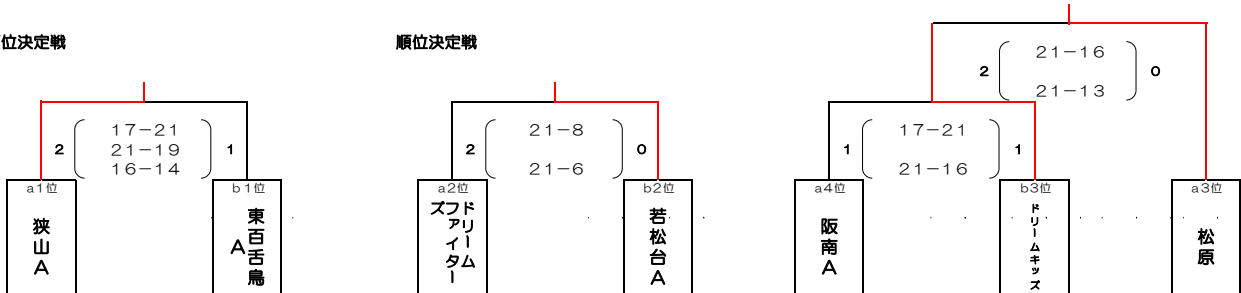 位決定戦
2
17-21
21-19
16-14
1
a1位
狭山A
b1位
東百舌鳥A
順位決定戦
2
21-8
21-6
0
a2位
ドリームファイターズ
b2位
若松台A
2
21-16
21-13
0
1
17-21
21-16
1
a4位
阪南A
b3位
ドリームキッズ
a3位
松原